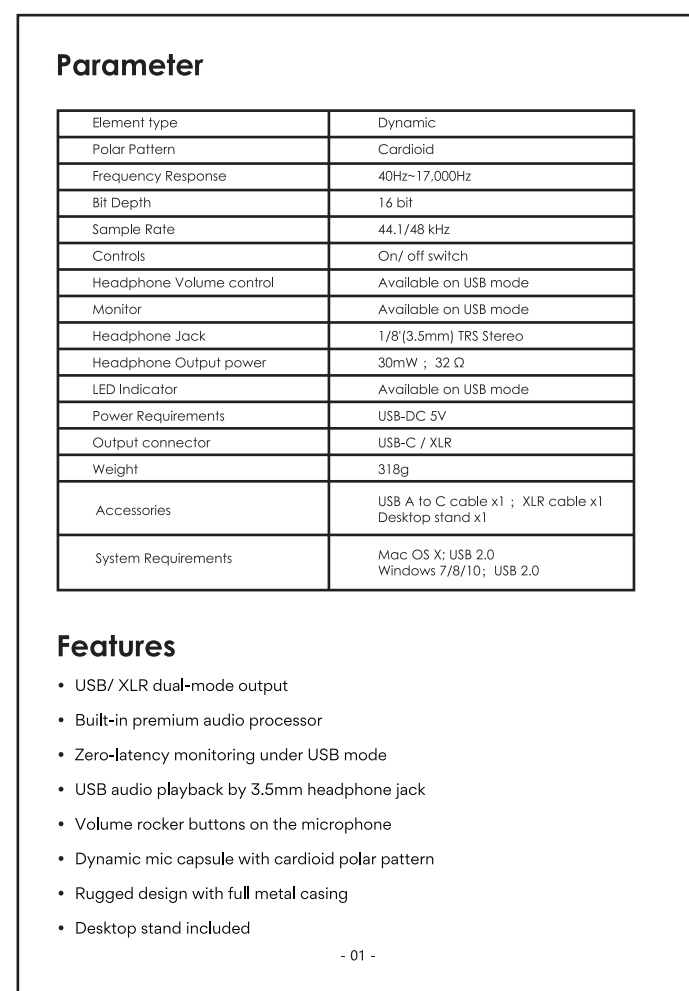 Parameter
Element type Dynamic
Polar Pattern Cardioid
Frequency Response 40Hz~17,000Hz
Bit Depth 16 bit
Sample Rate 44.1/48 kHz
Controls On/ off switch
Headphone Volume control Available on USB mode
Monitor Available on USB mode
Headphone Jack 1/8'(3.5mm) TRS Stereo
Headphone Output power 30mW ; 32 Ω
LED Indicator Available on USB mode
Power Requirements USB-DC 5V
Output connector USB-C / XLR
Weight 318g
Accessories USB A to C cable x1 ; XLR cable x1
Desktop stand x1
System Requirements Mac OS X; USB 2.0
Windows 7/8/10; USB 2.0
Features
• USB/ XLR dual-mode output
• Built-in premium audio processor
• Zero-latency monitoring under USB mode
• USB audio playback by 3.5mm headphone jack
• Volume rocker buttons on the microphone
• Dynamic mic capsule with cardioid polar pattern
• Rugged design with full metal casing
• Desktop stand included
- 01 -